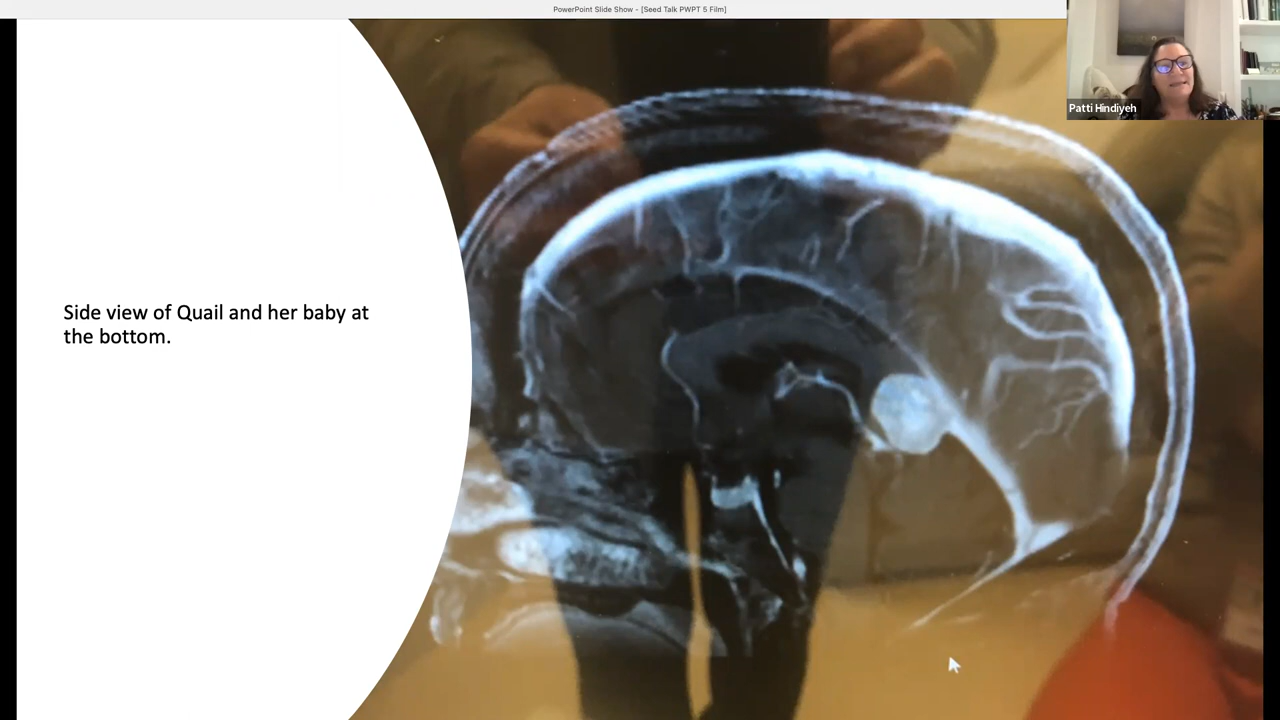 PowerPoint Slide Show - [Seed Talk PWPT 5 Film]
Patti Hindiyeh
Side view of Quail and her baby at
the bottom.